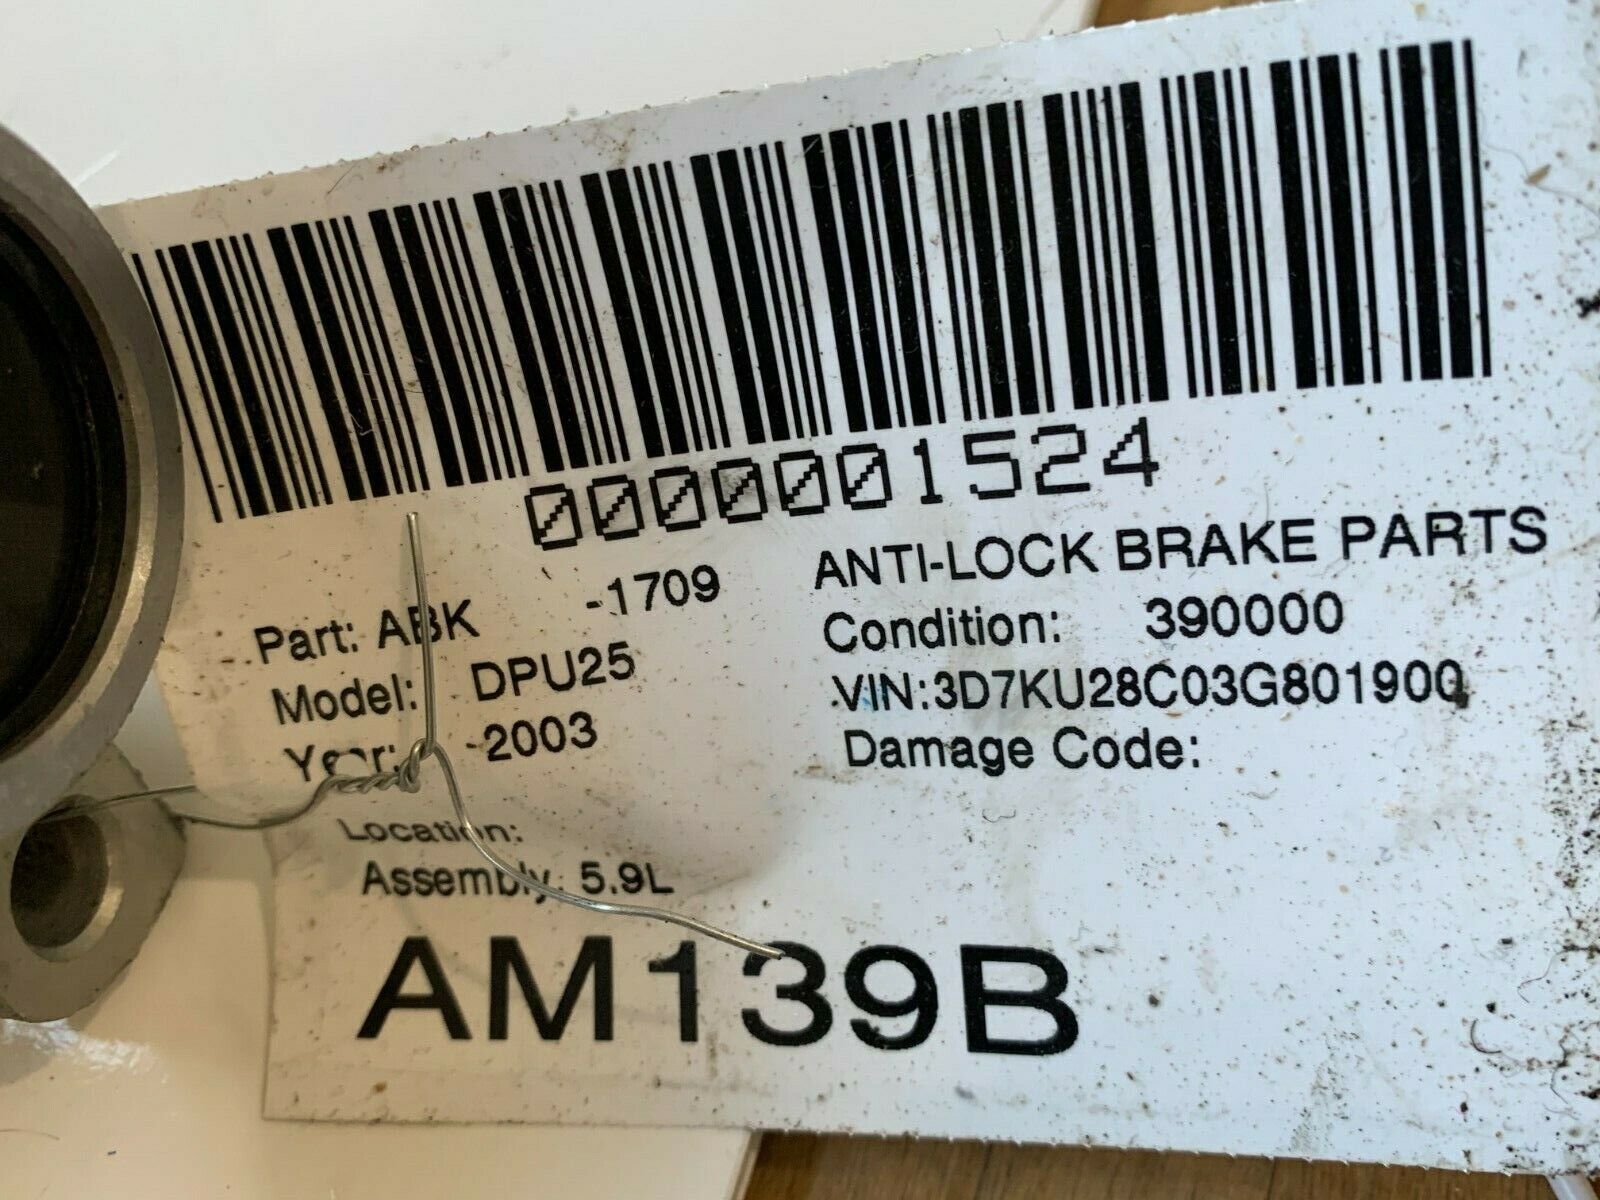 0000001524
Part: ABK -1709 ANTI-LOCK BRAKE PARTS
Model: DPU25 Condition: 390000
Year: 2003 VIN:3D7KU28C03G801900
Damage Code:
Location:
Assembly: 5.9L
AM139B